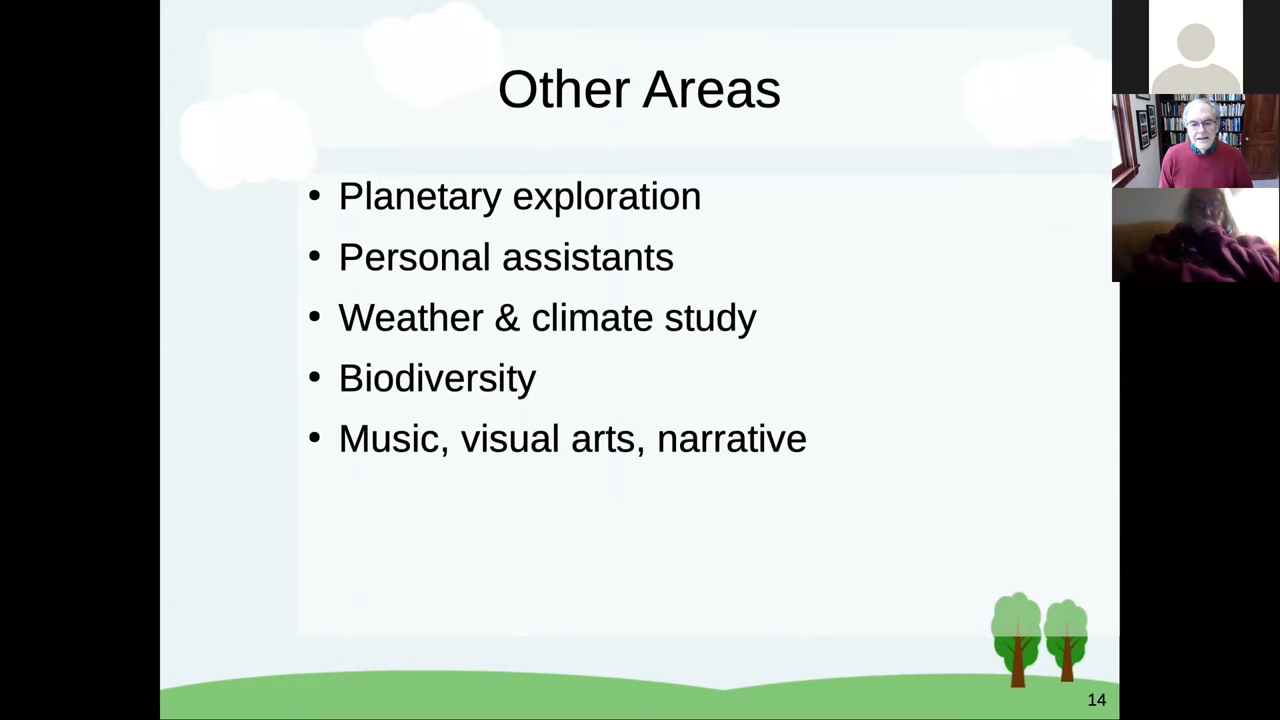 Other Areas
• Planetary exploration
• Personal assistants
• Weather & climate study
• Biodiversity
• Music, visual arts, narrative
14